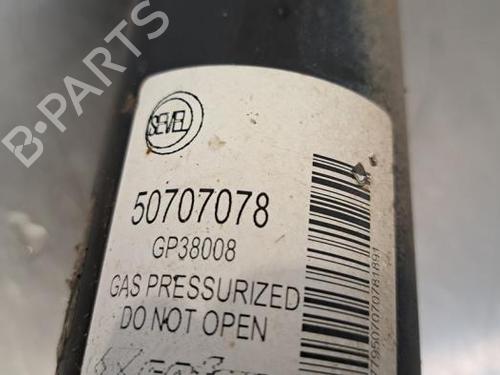 B-PARTS
SEVEL
50707078
GP38008
GAS PRESSURIZED
DO NOT OPEN